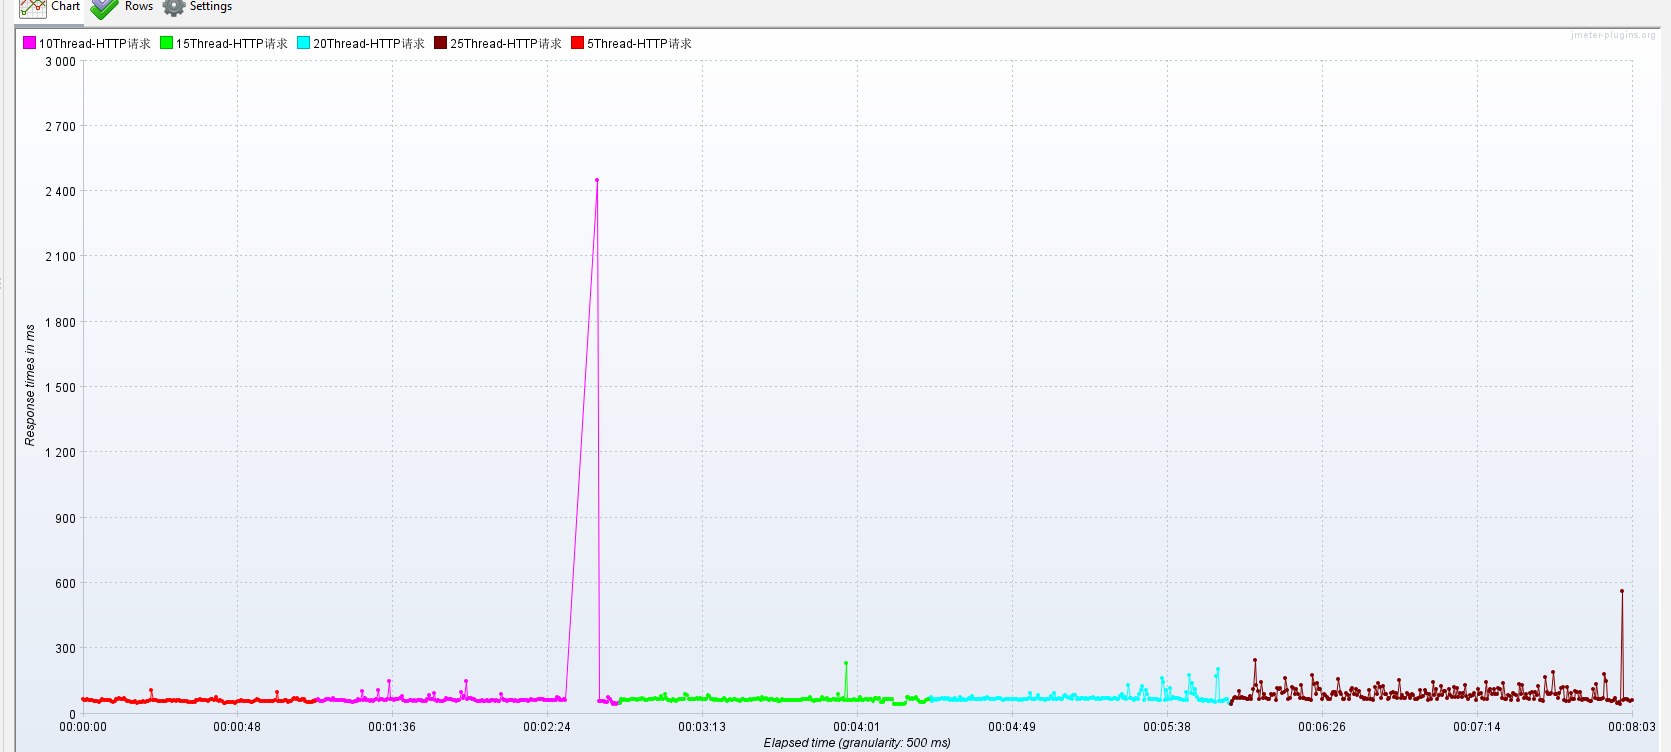 Chart Rows Settings
10Thread-HTTP请求 15Thread-HTTP请求 20Thread-HTTP请求 25Thread-HTTP请求 5Thread-HTTP请求
jmeter-plugins.org
3 000
2 700
2 400
2 100
1 800
1 500
1 200
900
600
300
0
Response times in ms
00:00:00 00:00:48 00:01:36 00:02:24 00:03:13 00:04:01 00:04:49 00:05:38 00:06:26 00:07:14 00:08:03
Elapsed time (granularity: 500 ms)